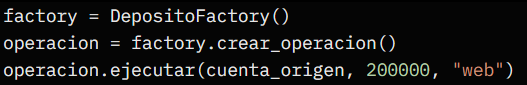 factory = DepositoFactory()
operacion = factory.crear_operacion()
operacion.ejecutar(cuenta_origen, 200000, "web")